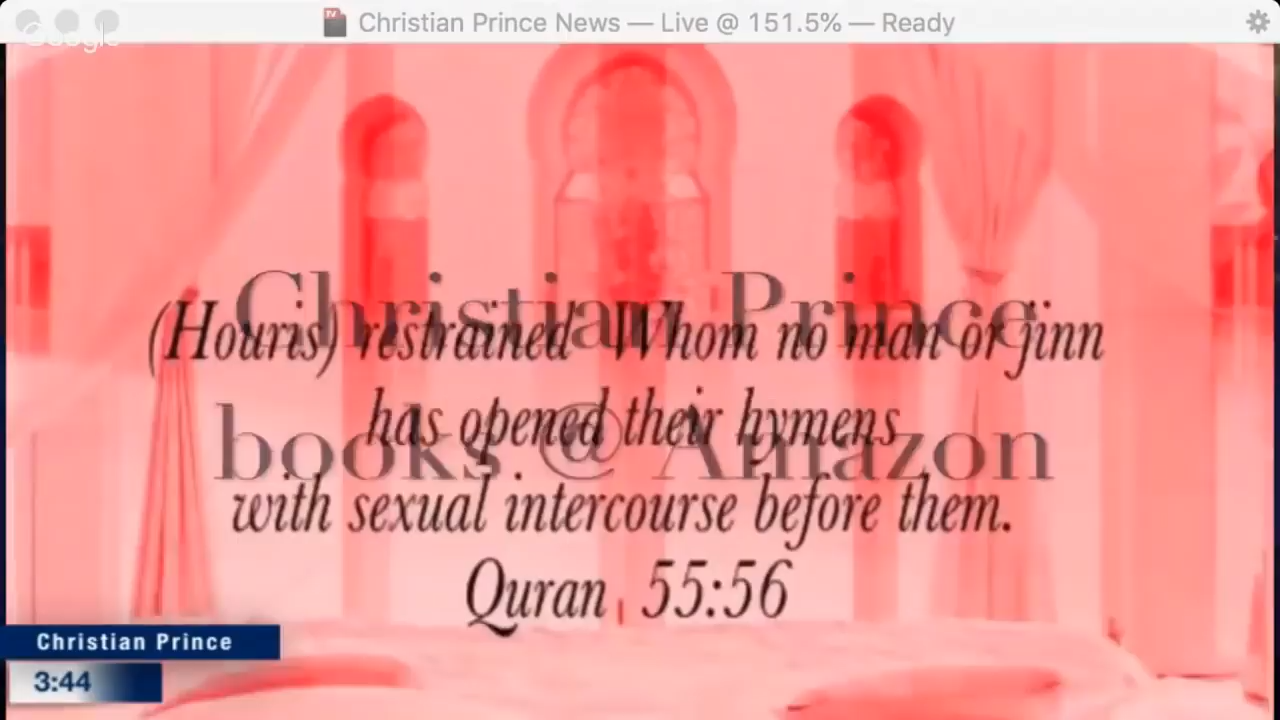 Christian Prince News — Live @ 151.5% — Ready
Google
Christian Prince
(Houris) restrained Whom no man or jinn
has opened their hymens
books @ Amazon
with sexual intercourse before them.
Quran 55:56
Christian Prince
3:44